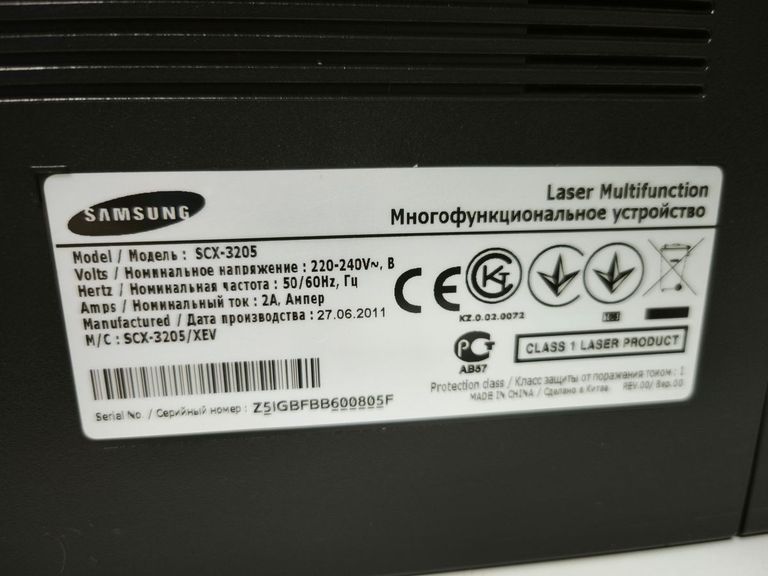 SAMSUNG
Laser Multifunction
Многофункциональное устройство
Model / Модель : SCX-3205
Volts / Номинальное напряжение : 220-240V~, В
Hertz / Номинальная частота : 50/60Hz, Гц
Amps / Номинальный ток : 2A, Ампер
Manufactured / Дата производства : 27.06.2011
M/C : SCX-3205/XEV
CE
KZ.0.02.0072
CLASS 1 LASER PRODUCT
АВ57
Protection class / Класс защиты от поражения током : 1
MADE IN CHINA / Сделано в Китае. REV.00/ Вер.00
Serial No. / Серийный номер : Z5IGBFBB600805F